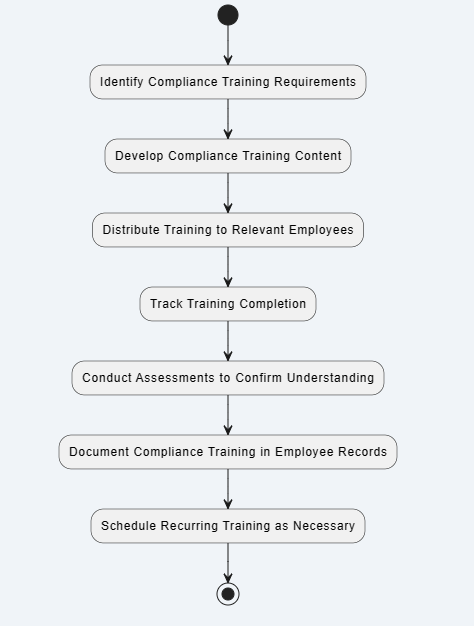 Identify Compliance Training Requirements
Develop Compliance Training Content
Distribute Training to Relevant Employees
Track Training Completion
Conduct Assessments to Confirm Understanding
Document Compliance Training in Employee Records
Schedule Recurring Training as Necessary